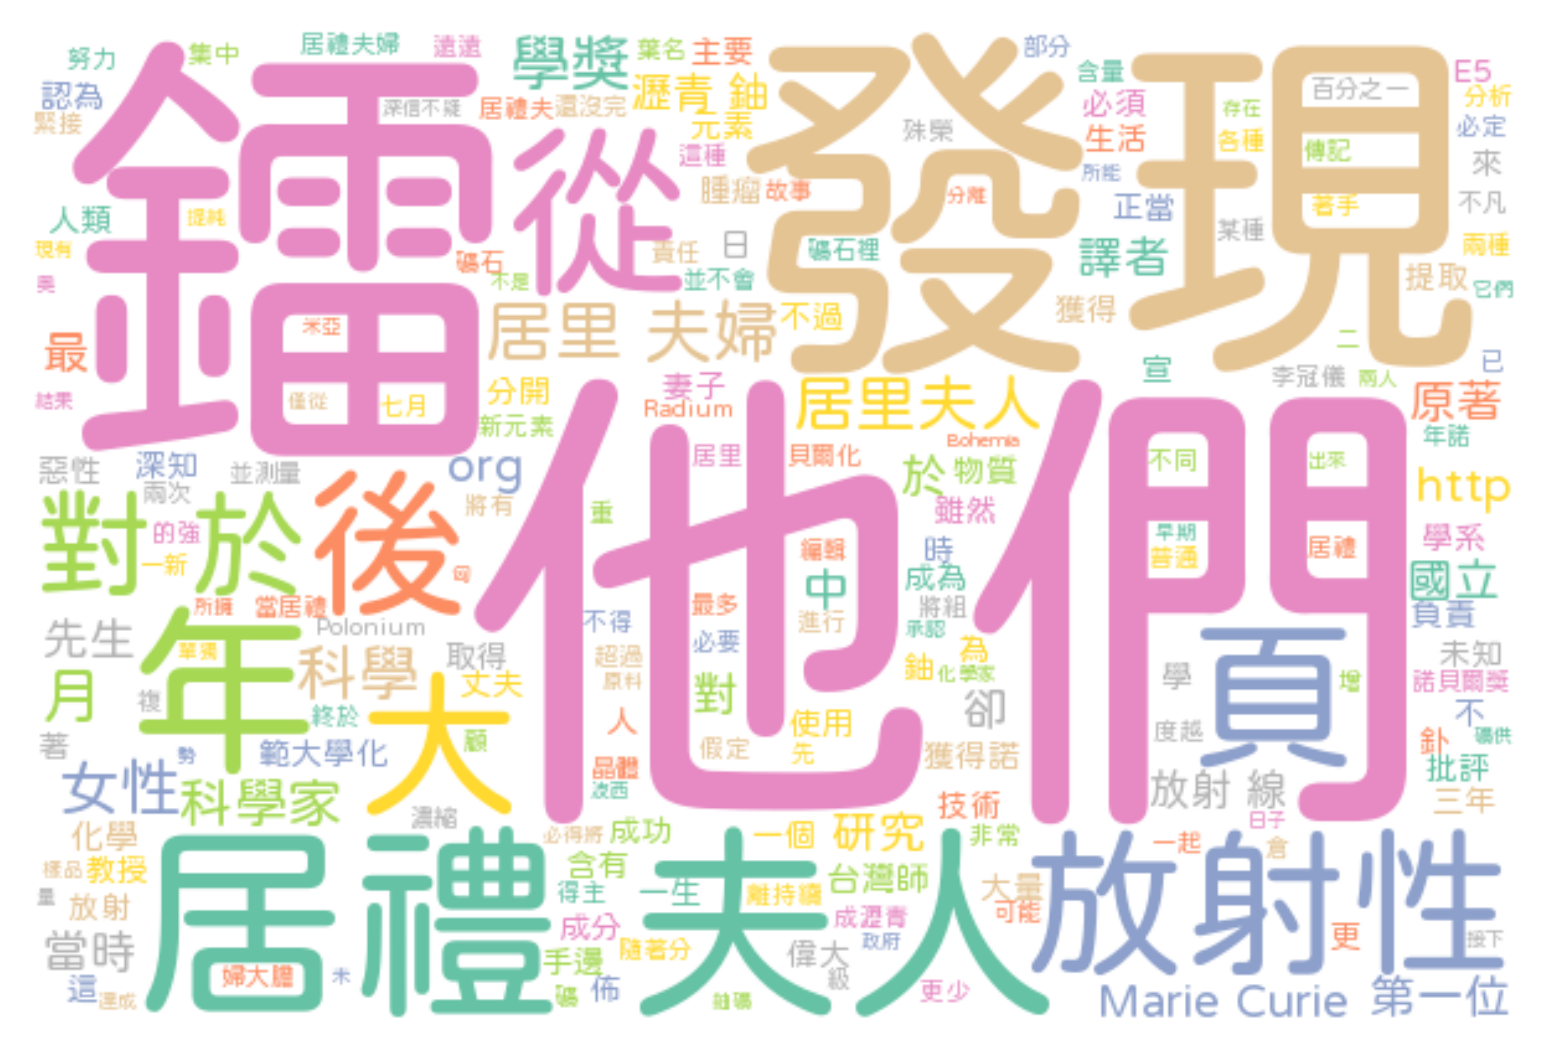 努力
集中
居禮夫婦
遠遠
學獎
葉名
主要
部分
含量
E5
認為
深信不疑
居禮夫
還沒完
瀝青 鈾
百分之一
分析
緊接
元素
殊榮
必須
存在
必定
鐳
從
發現
這種
生活
各種
傳記
來
所能
人類
提純
腫瘤
故事
分離
正當
著手
不凡
現有
礦石
責任
日
礦石裡
譯者
某種
兩種
奧
不是
並不會
提取
它們
最
米亞
居里 夫婦
不過
獲得
二
結果
僅從
七月
分開
妻子
居里夫人
宣
李冠儀
兩人
已
新元素
Radium
原著
年諾
惡性
深知
並測量
org
居里
貝爾化
Bohemia
於
物質
不同
出來
http
兩次
將有
重
雖然
對於
的強
後
他們
早期
學系
一新
編輯
時
普通
居禮
所擁
當居禮
最多
中
成為
國立
將組
負責
先生
年
單獨
Polonium
不得
必要
進行
承認
頁
未知
科學
取得
超過
原料
為
鈾
化學家
學
增
諾貝爾獎
月
複
大
丈夫
對
卻
不
終於
人
使用
度越
著
勢
範大學化
顧
假定
先
獲得諾
釙
礦供
女性
科學家
晶體
波西
技術
放射 線
批評
三年
日子
化學
濃縮
必得將
成功
一個
研究
非常
一起
倉
樣品
教授
居禮夫人
含有
台灣師
放射性
量
放射
得主
一生
離持續
大量
可能
當時
成分
成瀝青
更
接下
隨著分
政府
偉大
這
婦大膽
未
手邊
級
達成
礦
佈
鈾礦
更少
Marie Curie
第一位